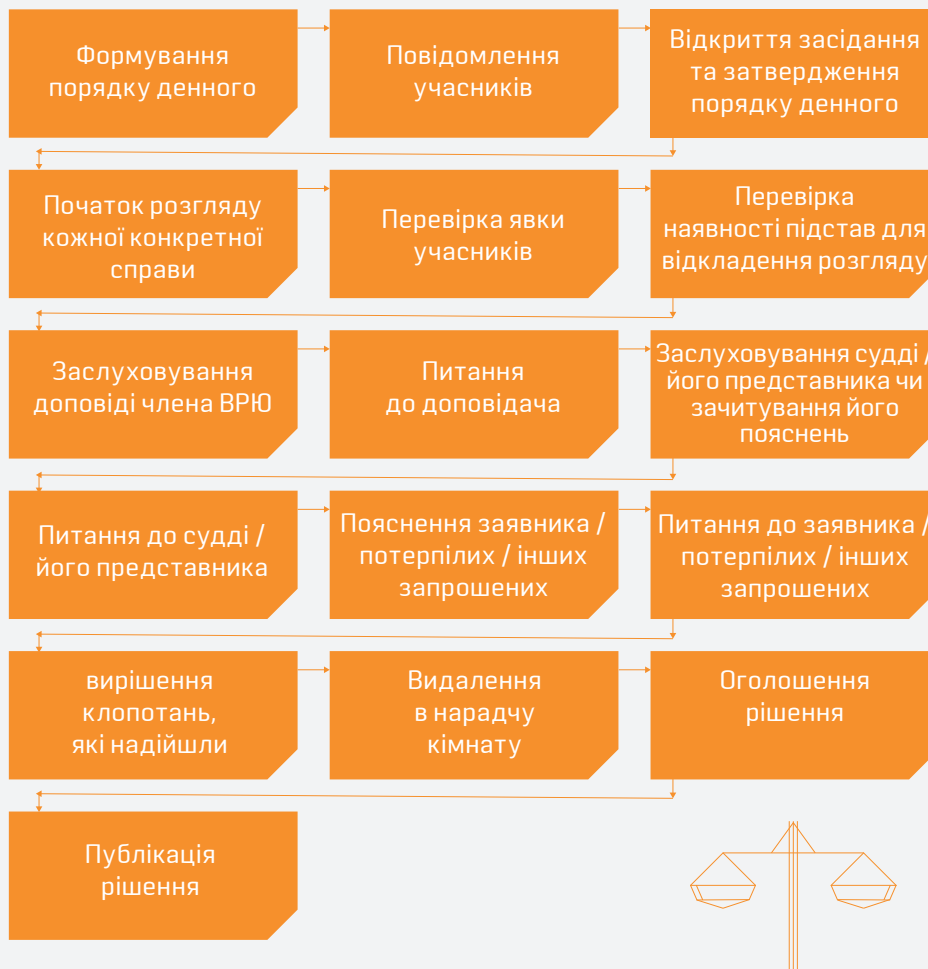 Формування
порядку денного
Повідомлення
учасників
Відкриття засідання
та затвердження
порядку денного
Початок розгляду
кожної конкретної
справи
Перевірка явки
учасників
Перевірка
наявності підстав для
відкладення розгляду
Заслуховування
доповіді члена ВРЮ
Питання
до доповідача
Заслуховування судді /
його представника чи
зачитування його
пояснень
Питання до судді /
його представника
Пояснення заявника /
потерпілих / інших
запрошених
Питання до заявника /
потерпілих / інших
запрошених
вирішення
клопотань,
які надійшли
Видалення
в нарадчу
кімнату
Оголошення
рішення
Публікація
рішення